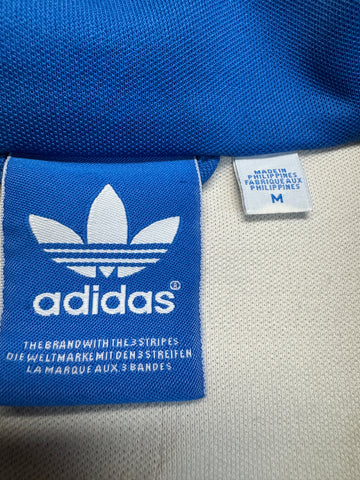 MADE IN
PHILIPPINES
FABRIQUÉ AUX
PHILIPPINES
M
adidas®
THE BRAND WITH THE 3 STRIPES
DIE WELTMARKE MIT DEN 3 STREIFEN
LA MARQUE AUX 3 BANDES